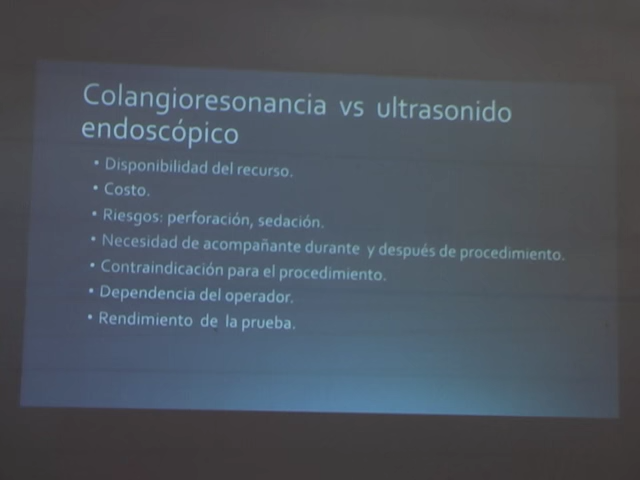 Colangioresonancia vs ultrasonido
endoscópico
• Disponibilidad del recurso.
• Costo.
• Riesgos: perforación, sedación.
• Necesidad de acompañante durante y después de procedimiento.
• Contraindicación para el procedimiento.
• Dependencia del operador.
• Rendimiento de la prueba.